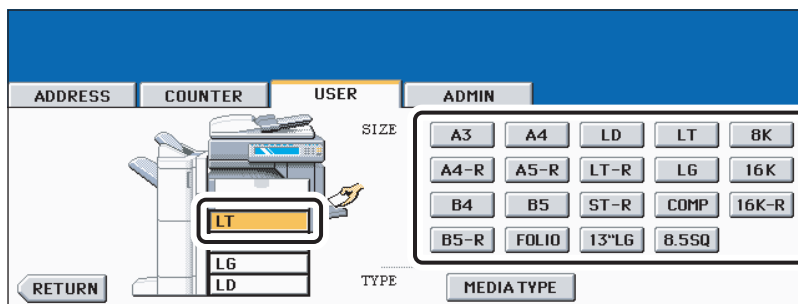 ADDRESS COUNTER USER ADMIN
SIZE
A3 A4 LD LT 8K
A4-R A5-R LT-R LG 16K
B4 B5 ST-R COMP 16K-R
B5-R FOLIO 13"LG 8.5SQ
LT
LG
LD
RETURN
TYPE
MEDIA TYPE